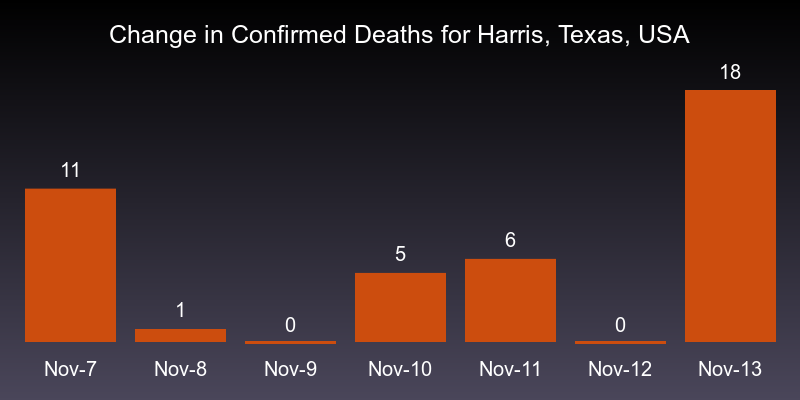 Change in Confirmed Deaths for Harris, Texas, USA
11
1
0
5
6
0
18
Nov-7
Nov-8
Nov-9
Nov-10
Nov-11
Nov-12
Nov-13